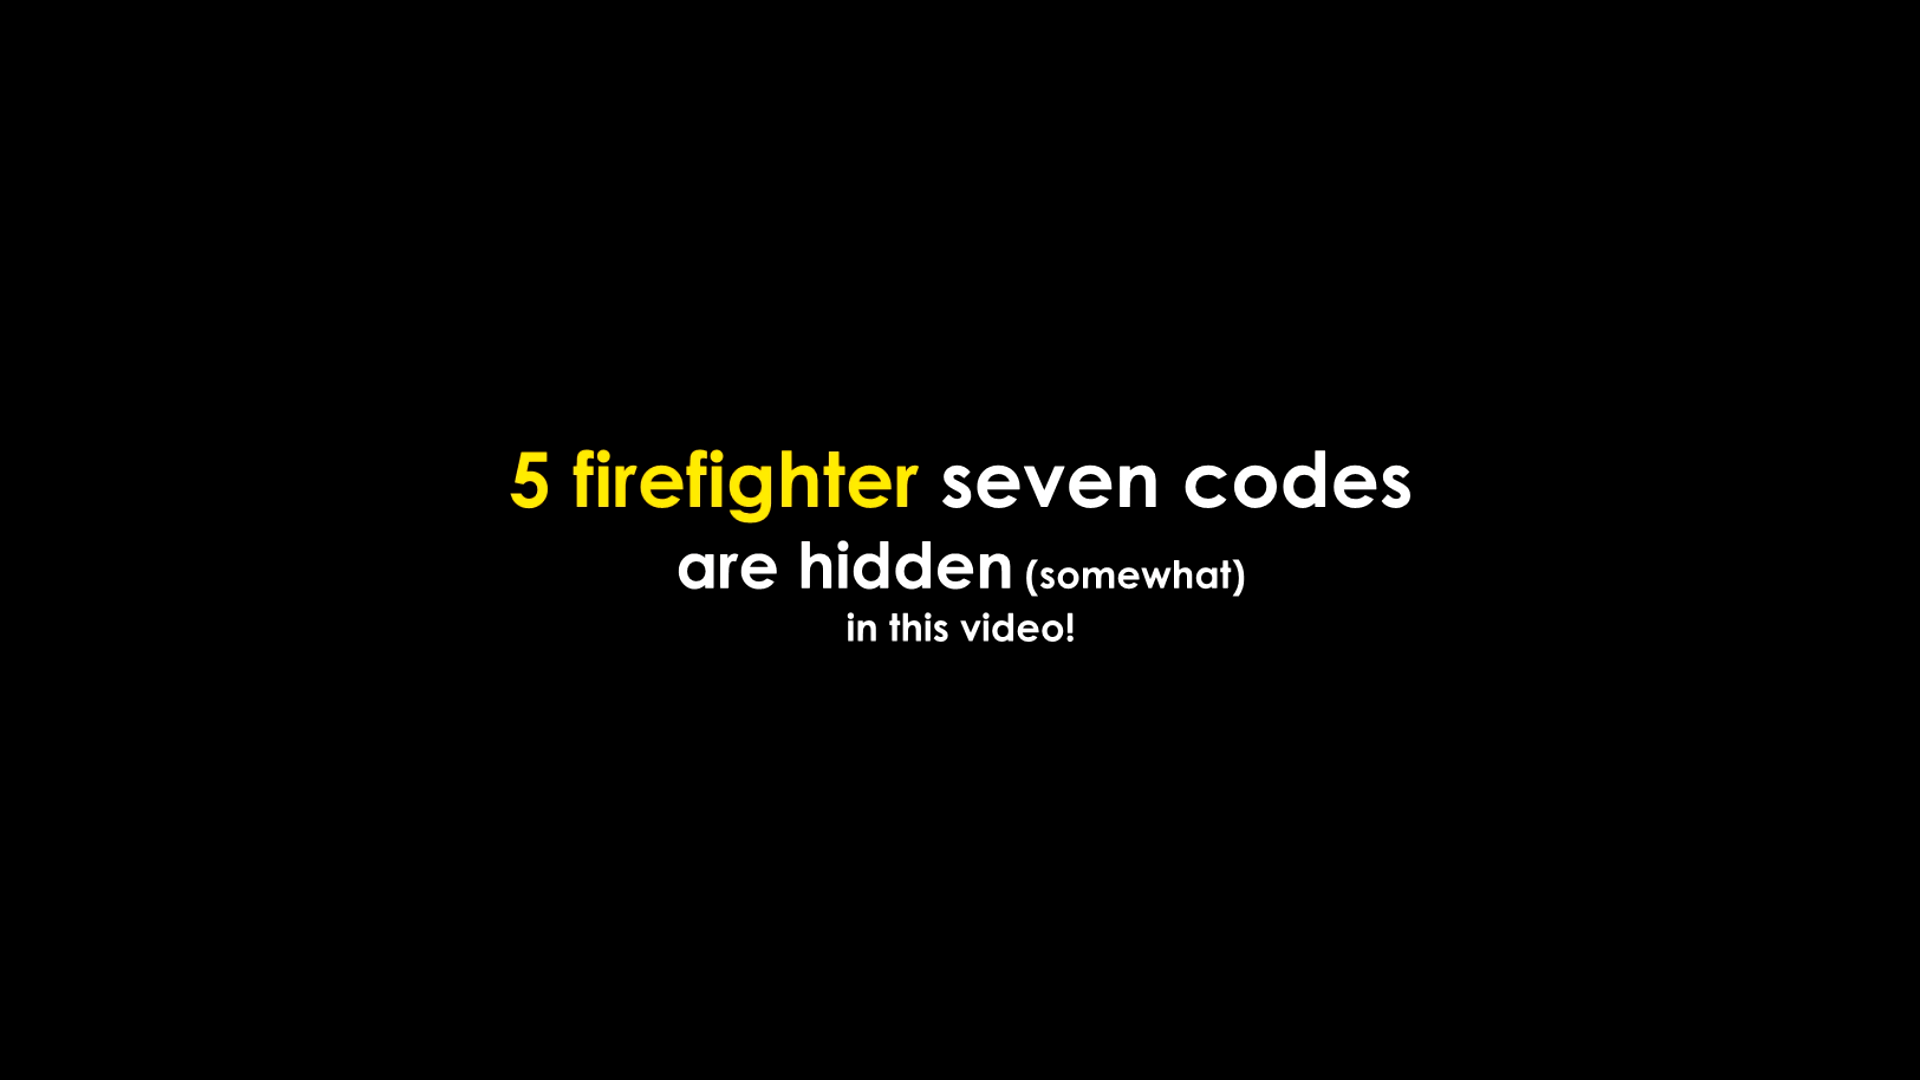 5 firefighter seven codes
are hidden (somewhat)
in this video!